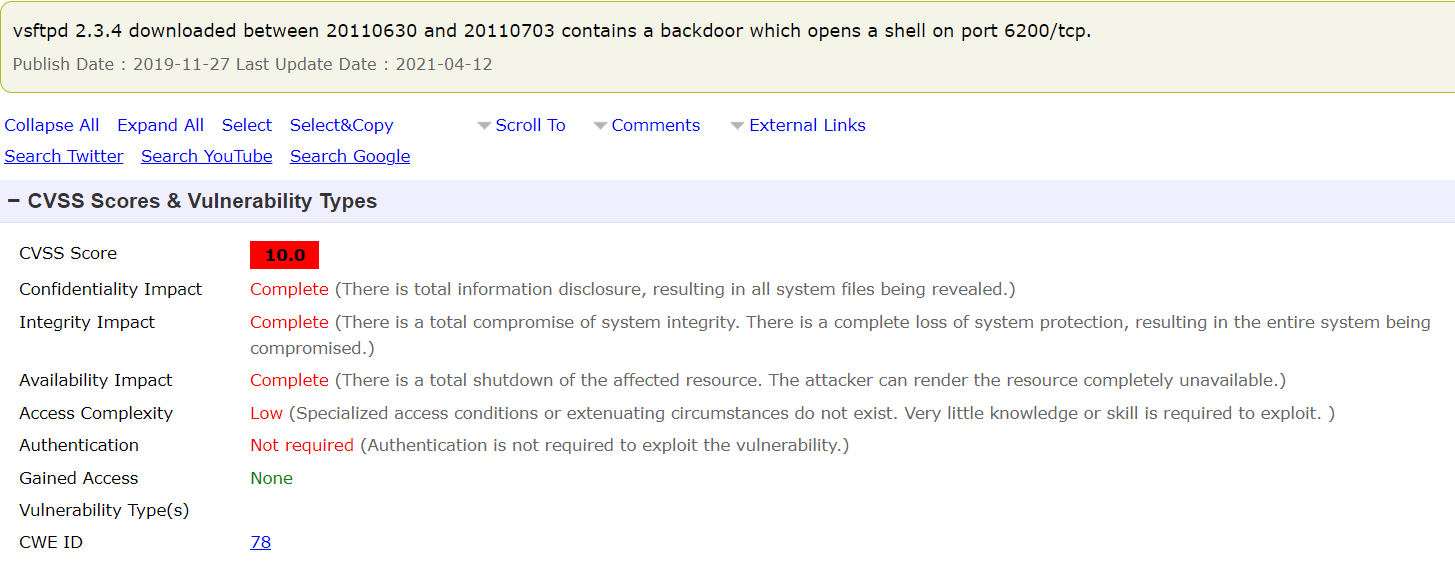 vsftpd 2.3.4 downloaded between 20110630 and 20110703 contains a backdoor which opens a shell on port 6200/tcp.
Publish Date : 2019-11-27 Last Update Date : 2021-04-12
Collapse All Expand All Select Select&Copy Scroll To Comments External Links
Search Twitter Search YouTube Search Google
− CVSS Scores & Vulnerability Types
CVSS Score 10.0
Confidentiality Impact Complete (There is total information disclosure, resulting in all system files being revealed.)
Integrity Impact Complete (There is a total compromise of system integrity. There is a complete loss of system protection, resulting in the entire system being
compromised.)
Availability Impact Complete (There is a total shutdown of the affected resource. The attacker can render the resource completely unavailable.)
Access Complexity Low (Specialized access conditions or extenuating circumstances do not exist. Very little knowledge or skill is required to exploit. )
Authentication Not required (Authentication is not required to exploit the vulnerability.)
Gained Access None
Vulnerability Type(s)
CWE ID 78